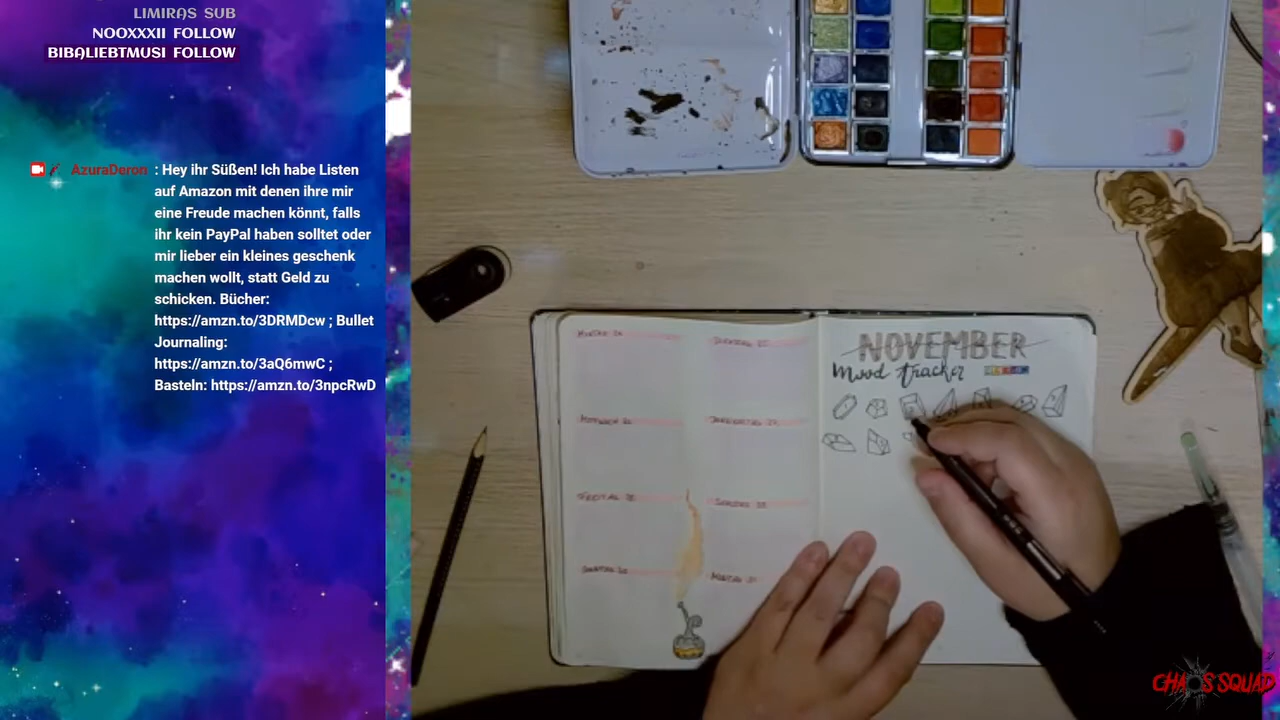 LIMIRAS SUB
NOOXXXII FOLLOW
BIBALIEBTMUSI FOLLOW
AzuraDeron : Hey ihr Süßen! Ich habe Listen
auf Amazon mit denen ihre mir
eine Freude machen könnt, falls
ihr kein PayPal haben solltet oder
mir lieber ein kleines geschenk
machen wollt, statt Geld zu
schicken. Bücher:
https://amzn.to/3DRMDcw ; Bullet
Journaling:
https://amzn.to/3aQ6mwC ;
Basteln: https://amzn.to/3npcRwD
NOVEMBER
Mood Tracker
CHAOS SQUAD